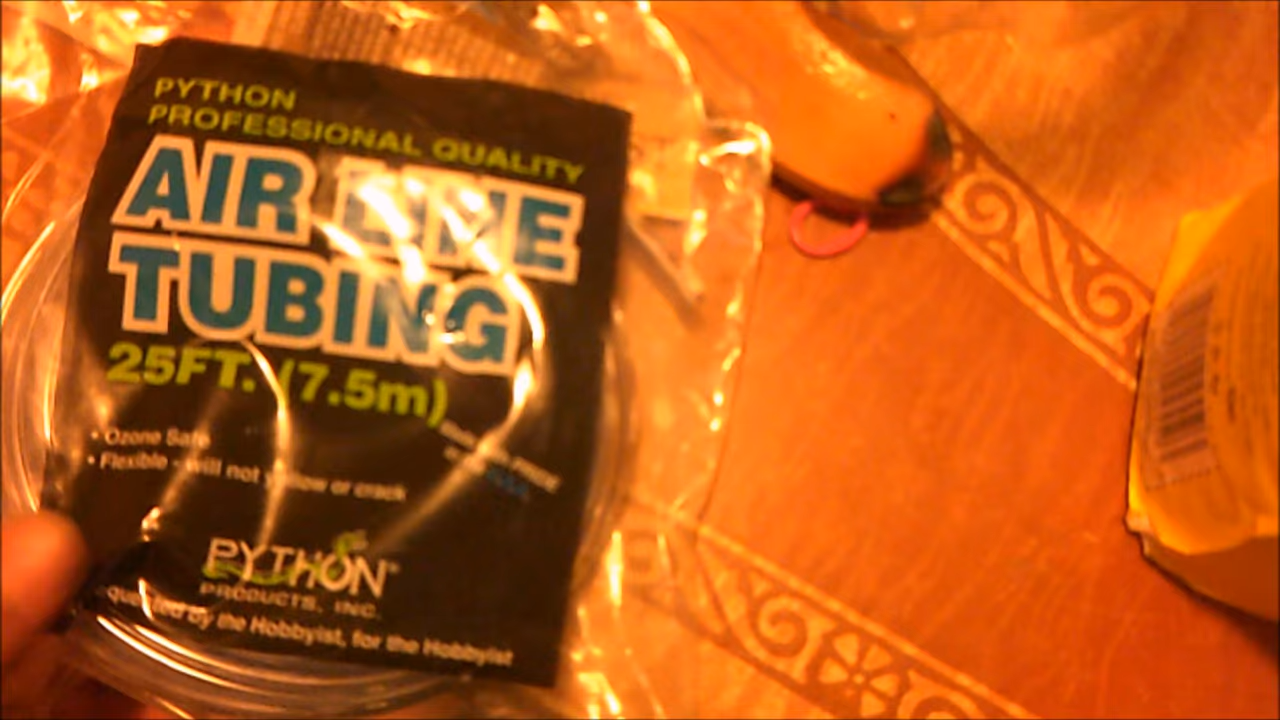 PYTHON
PROFESSIONAL QUALITY
AIR LINE
TUBING
25FT. (7.5m)
• Ozone Safe
• Flexible - will not yellow or crack
PYTHON™
PRODUCTS, INC.
by the Hobbyist, for the Hobbyist